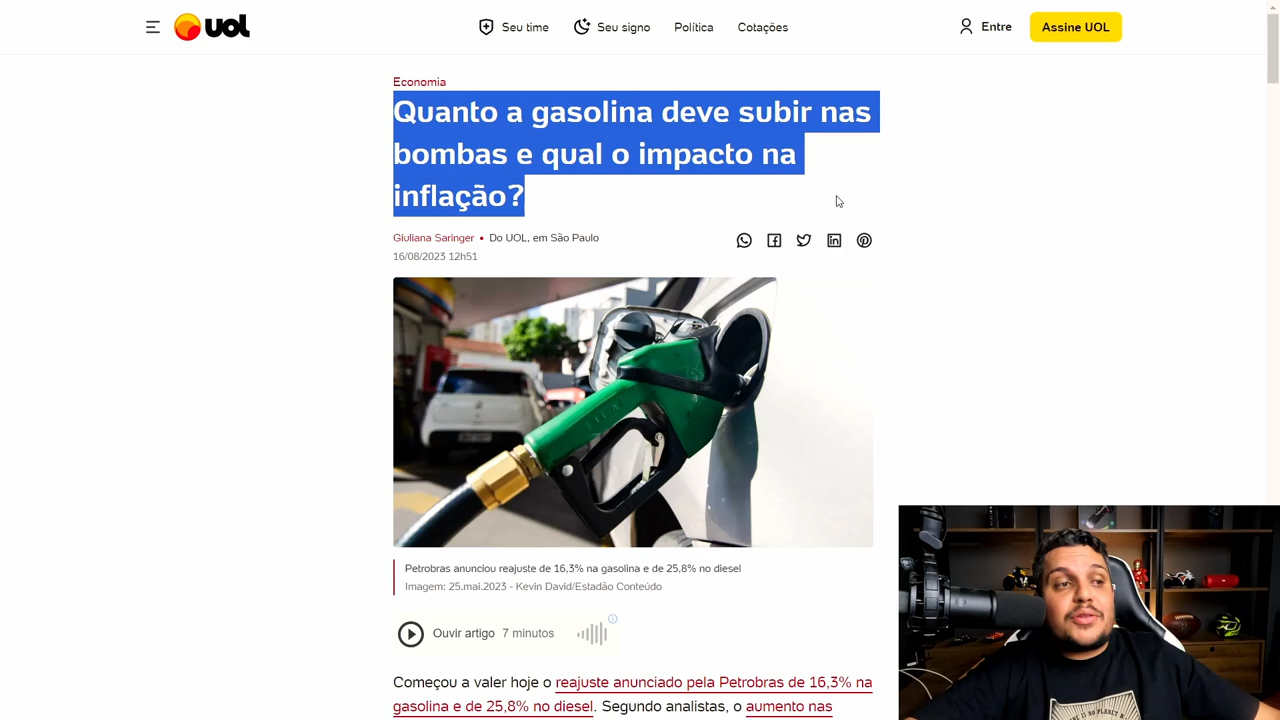 uol
Seu time
Seu signo
Política
Cotações
Entre
Assine UOL
Economia
Quanto a gasolina deve subir nas
bombas e qual o impacto na
inflação?
Giuliana Saringer • Do UOL, em São Paulo
16/08/2023 12h51
Petrobras anunciou reajuste de 16,3% na gasolina e de 25,8% no diesel
Imagem: 25.mai.2023 - Kevin David/Estadão Conteúdo
Ouvir artigo 7 minutos
Começou a valer hoje o reajuste anunciado pela Petrobras de 16,3% na
gasolina e de 25,8% no diesel. Segundo analistas, o aumento nas